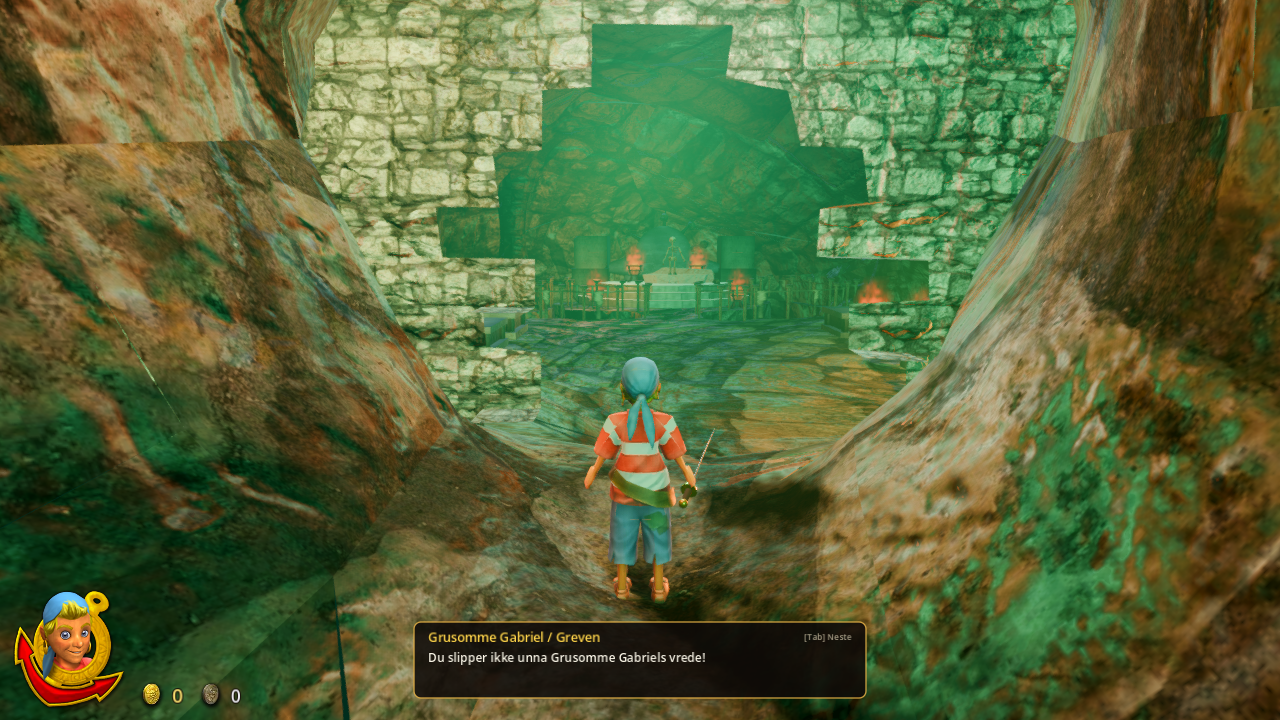 Grusomme Gabriel / Greven
[Tab] Neste
Du slipper ikke unna Grusomme Gabriels vrede!
0
0